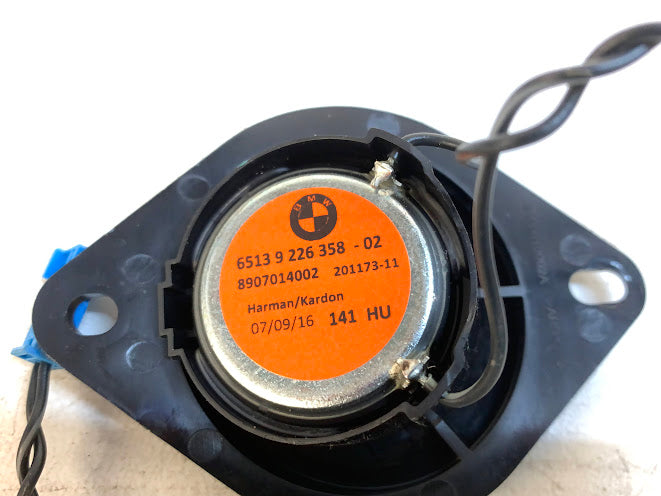 BMW
6513 9 226 358 - 02
8907014002 201173-11
Harman/Kardon
07/09/16 141 HU